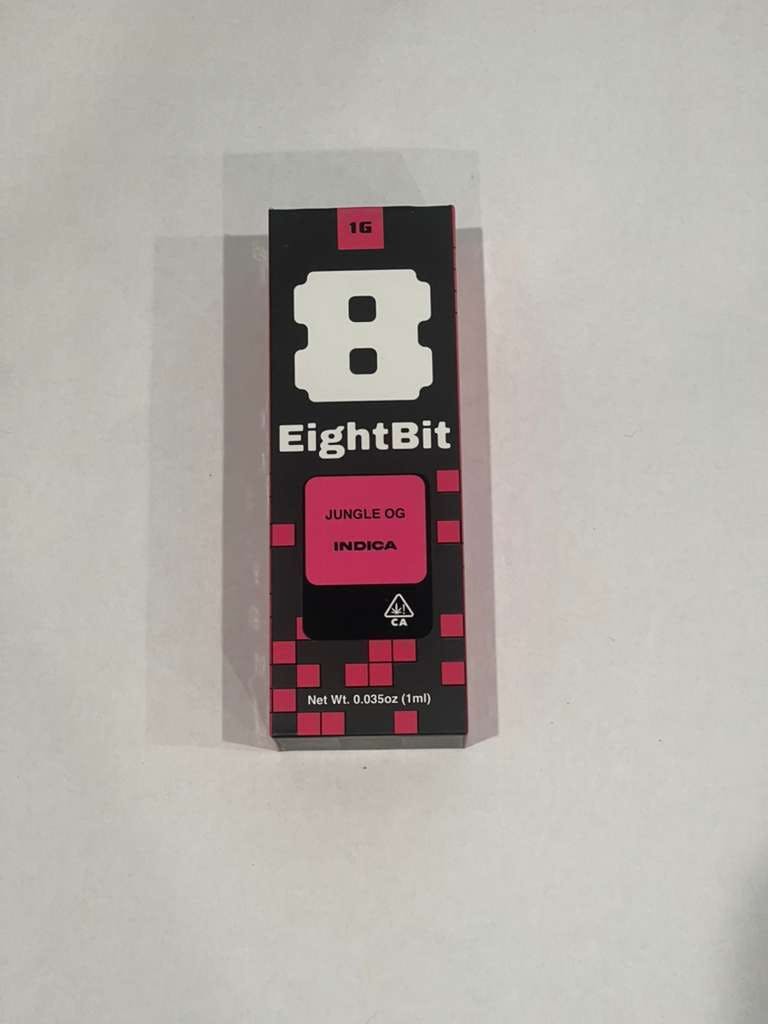 1G
8
EightBit
JUNGLE OG
INDICA
CA
Net Wt. 0.035oz (1ml)